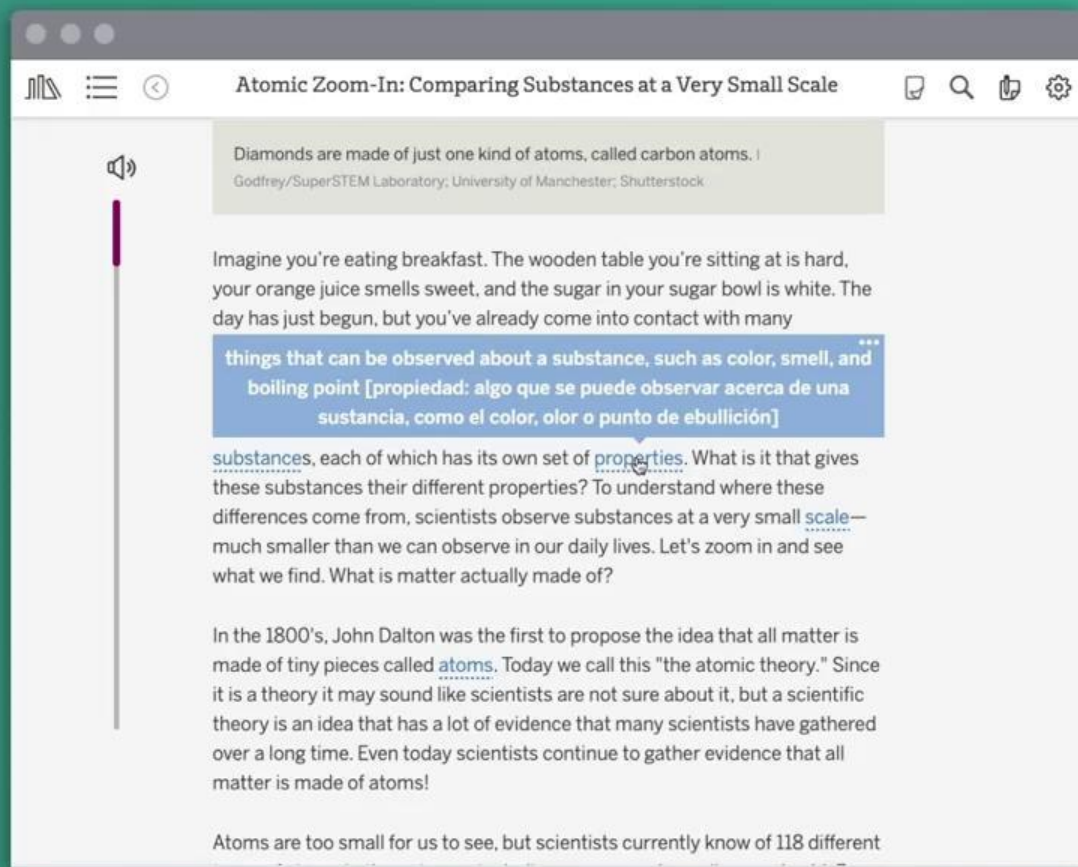 Atomic Zoom-In: Comparing Substances at a Very Small Scale
Diamonds are made of just one kind of atoms, called carbon atoms. |
Godfrey/SuperSTEM Laboratory; University of Manchester; Shutterstock
Imagine you're eating breakfast. The wooden table you're sitting at is hard,
your orange juice smells sweet, and the sugar in your sugar bowl is white. The
day has just begun, but you've already come into contact with many
things that can be observed about a substance, such as color, smell, and
boiling point [propiedad: algo que se puede observar acerca de una
sustancia, como el color, olor o punto de ebullición]
substances, each of which has its own set of properties. What is it that gives
these substances their different properties? To understand where these
differences come from, scientists observe substances at a very small scale—
much smaller than we can observe in our daily lives. Let's zoom in and see
what we find. What is matter actually made of?
In the 1800's, John Dalton was the first to propose the idea that all matter is
made of tiny pieces called atoms. Today we call this "the atomic theory." Since
it is a theory it may sound like scientists are not sure about it, but a scientific
theory is an idea that has a lot of evidence that many scientists have gathered
over a long time. Even today scientists continue to gather evidence that all
matter is made of atoms!
Atoms are too small for us to see, but scientists currently know of 118 different